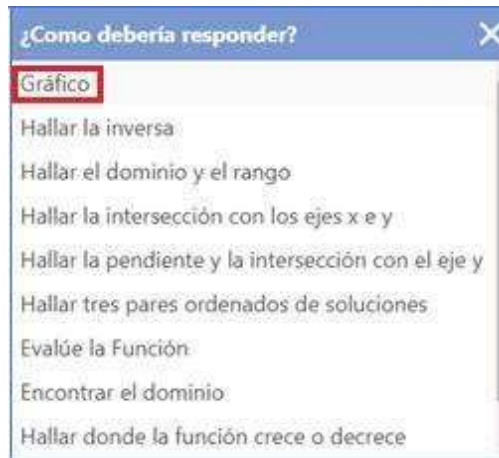 ¿Como debería responder?
Gráfico
Hallar la inversa
Hallar el dominio y el rango
Hallar la intersección con los ejes x e y
Hallar la pendiente y la intersección con el eje y
Hallar tres pares ordenados de soluciones
Evalúe la Función
Encontrar el dominio
Hallar donde la función crece o decrece